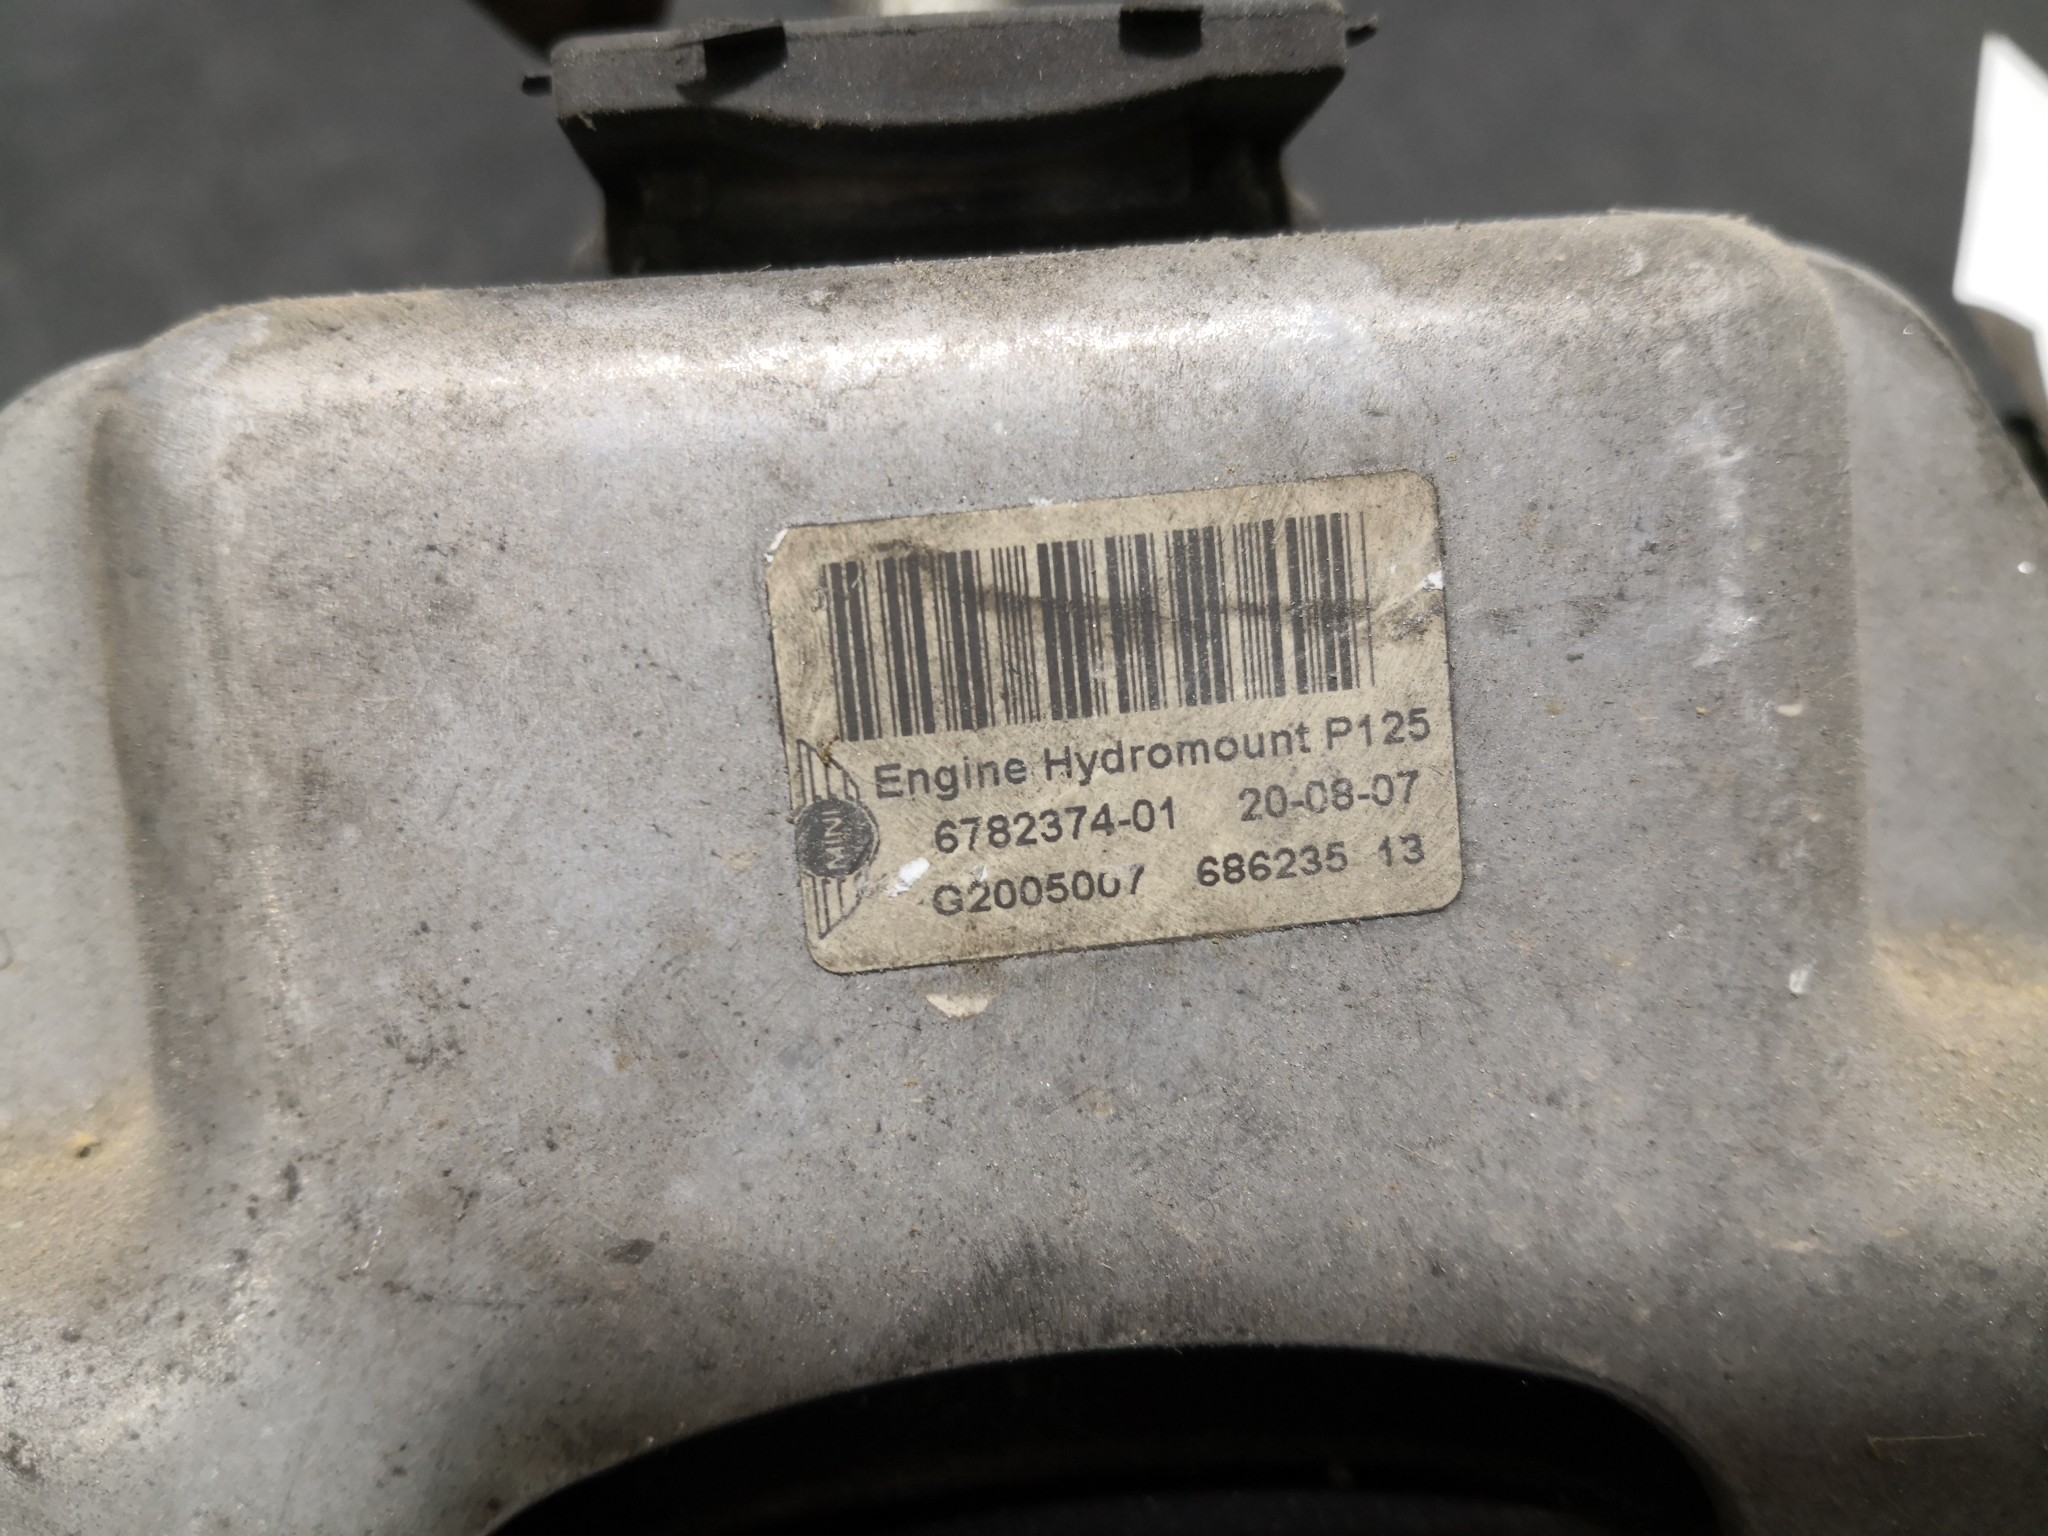 Engine Hydromount P125
6782374-01 20-08-07
MINI
G2005007 686235 13